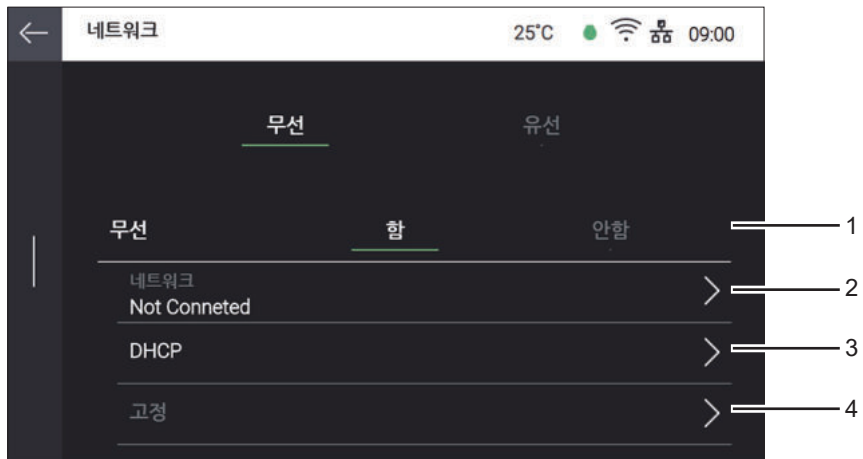 네트워크 25°C 09:00
무선 유선
무선 함 안함 1
네트워크
Not Conneted 2
DHCP 3
고정 4